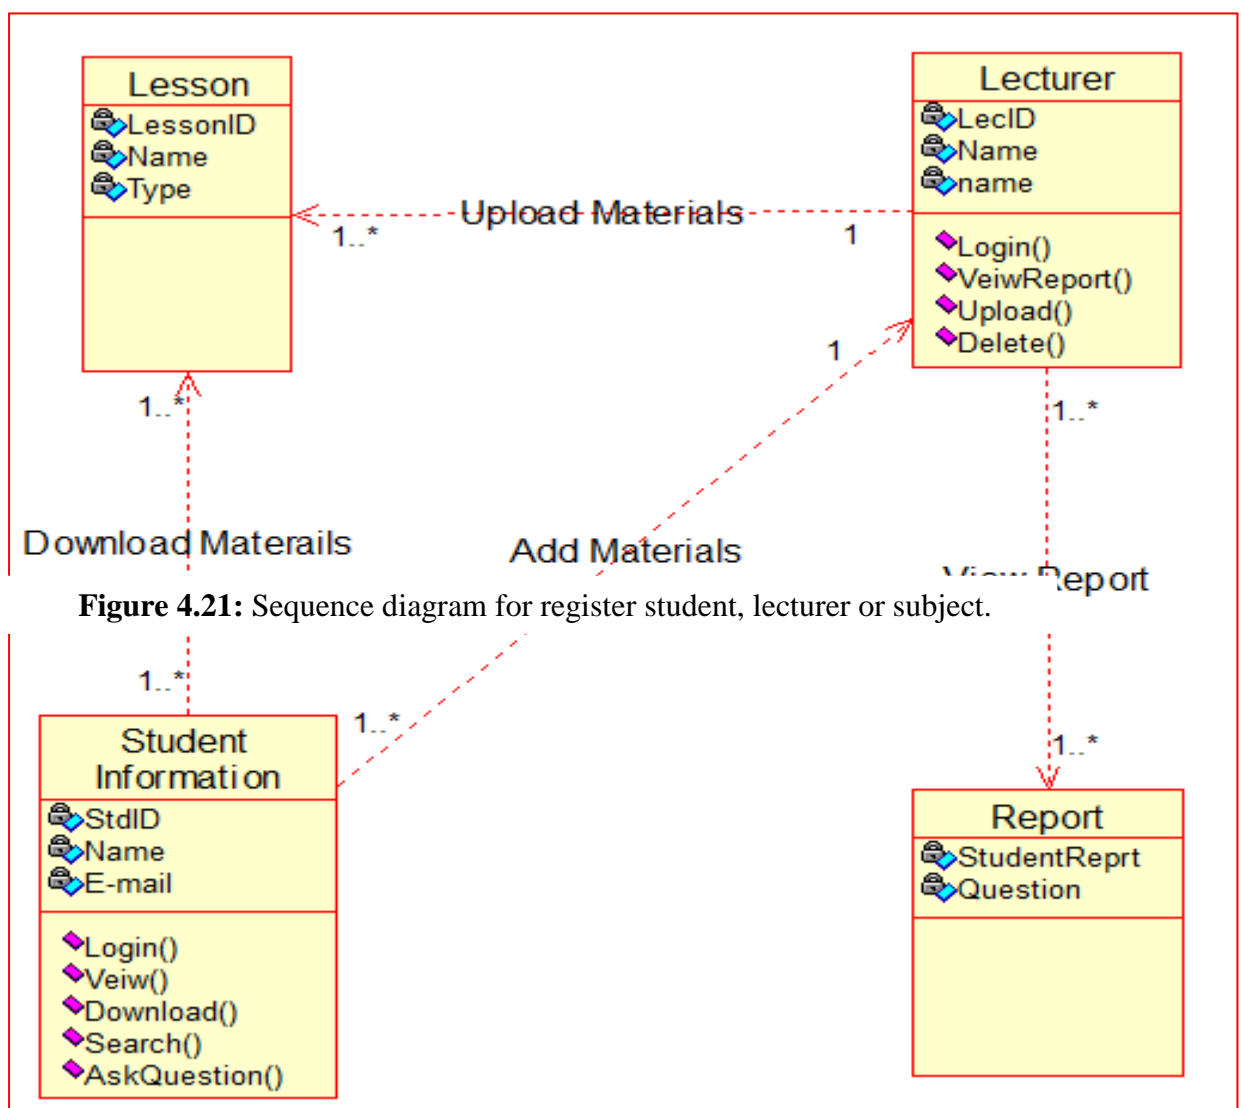 Lesson
LessonID
Name
Type
Lecturer
LecID
Name
name
Login()
VeiwReport()
Upload()
Delete()
Upload Materials
1..*
1
1
1..*
1..*
Download Materails
Add Materials
View Report
Figure 4.21: Sequence diagram for register student, lecturer or subject.
1..*
1..*
1..*
Student
Information
StdID
Name
E-mail
Login()
Veiw()
Download()
Search()
AskQuestion()
Report
StudentReprt
Question